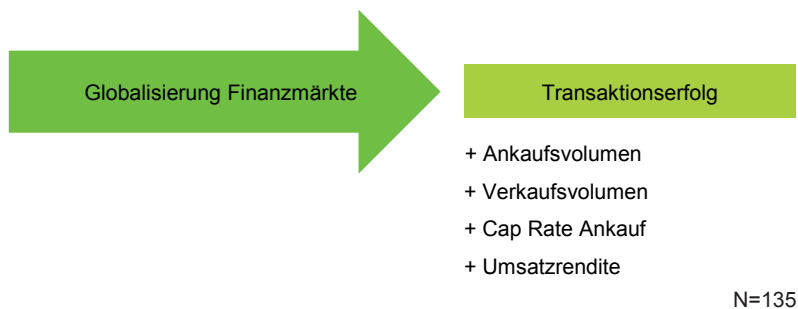 Globalisierung Finanzmärkte
Transaktionserfolg
+ Ankaufsvolumen
+ Verkaufsvolumen
+ Cap Rate Ankauf
+ Umsatzrendite
N=135